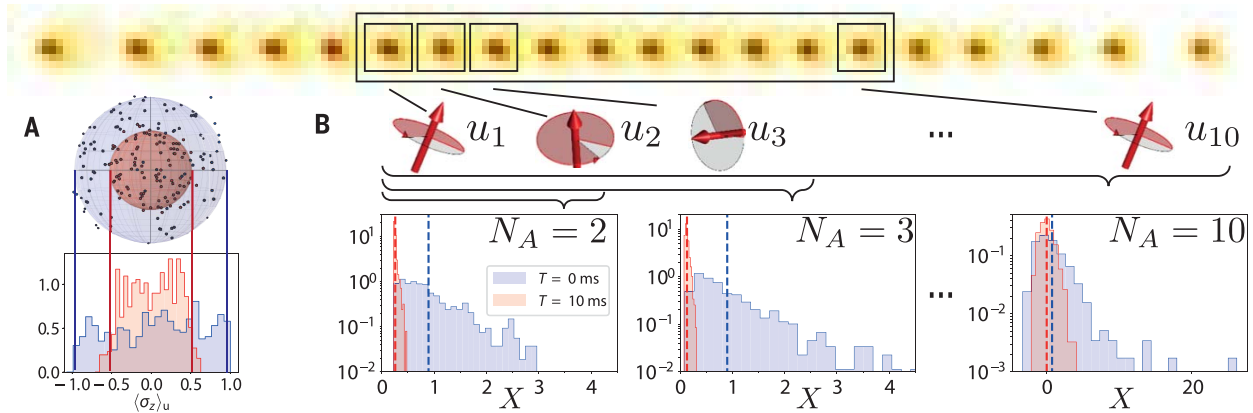 A
B
u1
u2
u3
...
u10
1.0
0.5
0.0
−1.0 −0.5 0.0 0.5 1.0
⟨σz⟩u
NA = 2
10¹
10⁰
10⁻¹
10⁻²
T = 0 ms
T = 10 ms
0 1 2 3 4
X
NA = 3
10¹
10⁰
10⁻¹
10⁻²
0 1 2 3 4
X
...
NA = 10
10⁰
10⁻¹
10⁻²
10⁻³
0 20
X